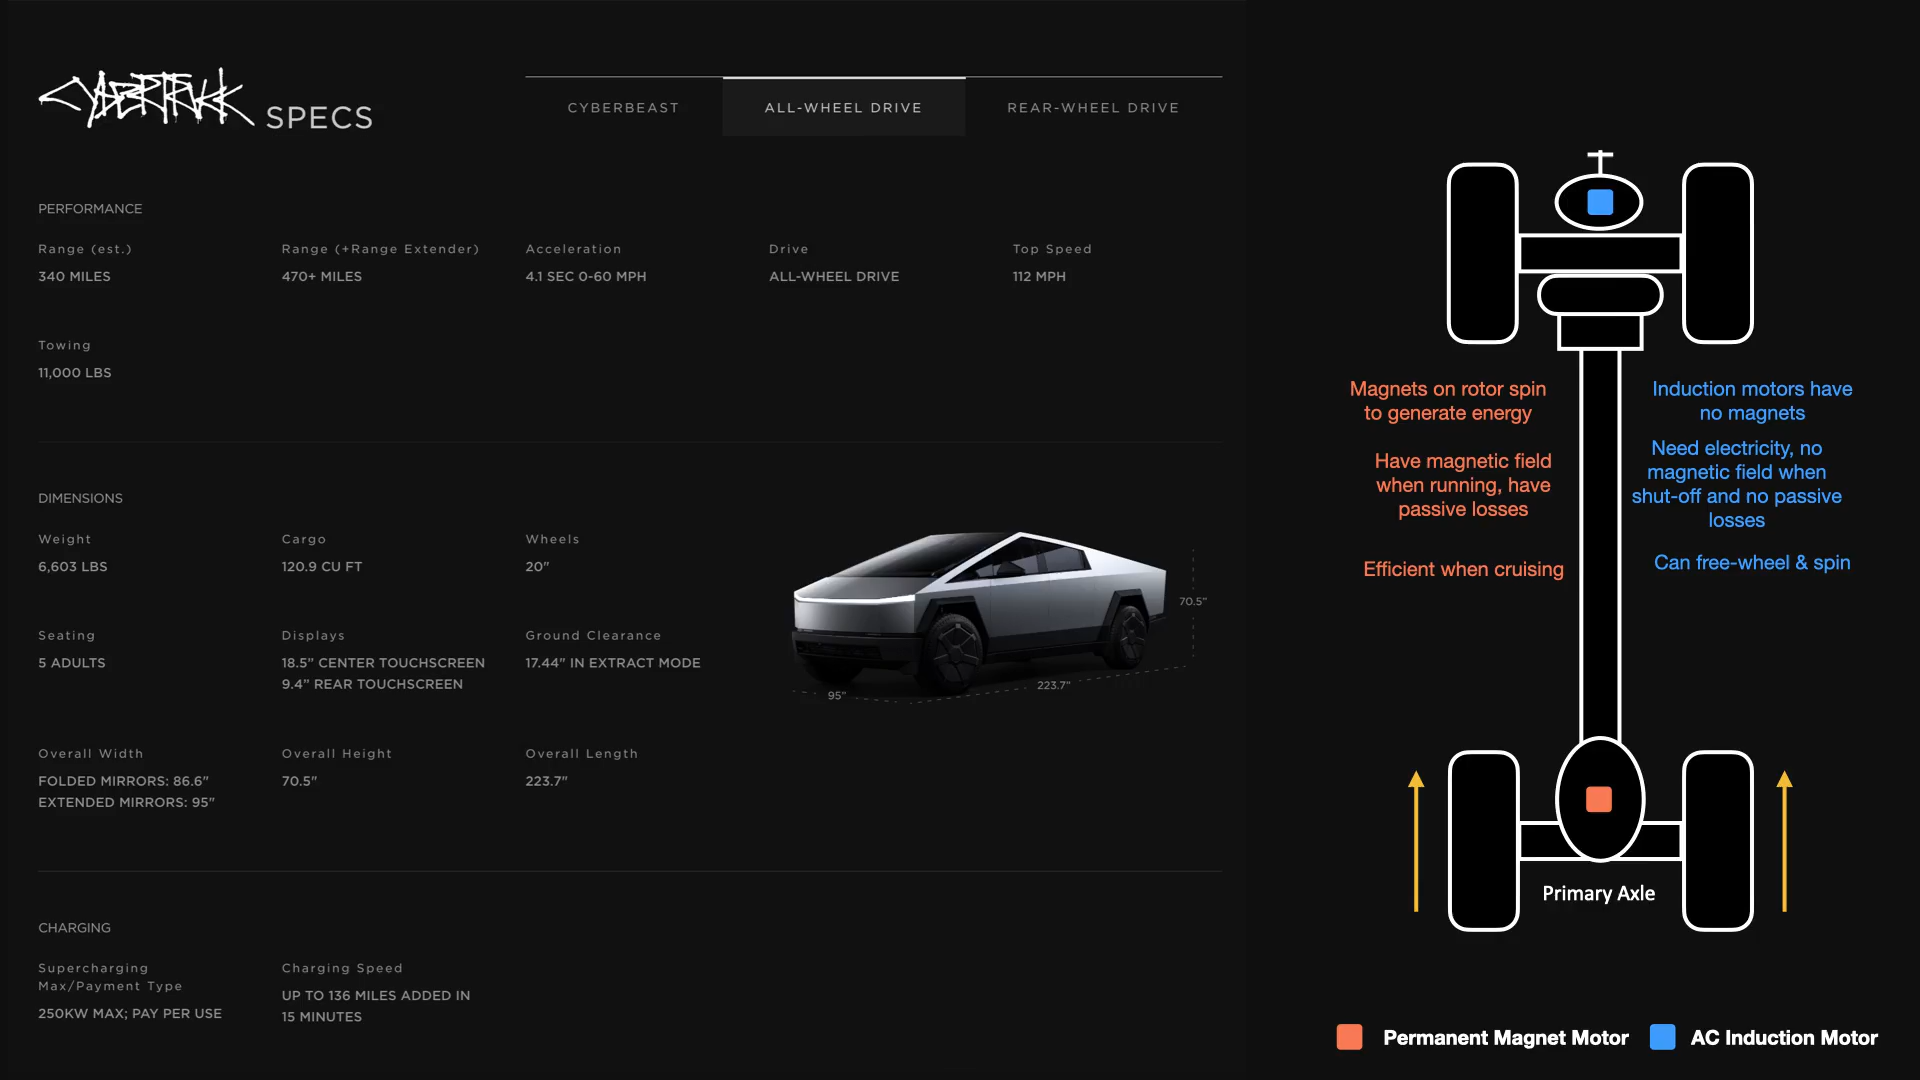 CYBERTRUCK SPECS
CYBERBEAST
ALL-WHEEL DRIVE
REAR-WHEEL DRIVE
PERFORMANCE
Range (est.)
340 MILES
Range (+Range Extender)
470+ MILES
Acceleration
4.1 SEC 0-60 MPH
Drive
ALL-WHEEL DRIVE
Top Speed
112 MPH
Towing
11,000 LBS
DIMENSIONS
Weight
6,603 LBS
Cargo
120.9 CU FT
Wheels
20"
Seating
5 ADULTS
Displays
18.5" CENTER TOUCHSCREEN
9.4" REAR TOUCHSCREEN
Ground Clearance
17.44" IN EXTRACT MODE
Overall Width
FOLDED MIRRORS: 86.6"
EXTENDED MIRRORS: 95"
Overall Height
70.5"
Overall Length
223.7"
70.5"
223.7"
95"
CHARGING
Supercharging
Max/Payment Type
250KW MAX; PAY PER USE
Charging Speed
UP TO 136 MILES ADDED IN
15 MINUTES
Magnets on rotor spin
to generate energy
Have magnetic field
when running, have
passive losses
Efficient when cruising
Induction motors have
no magnets
Need electricity, no
magnetic field when
shut-off and no passive
losses
Can free-wheel & spin
Primary Axle
Permanent Magnet Motor
AC Induction Motor